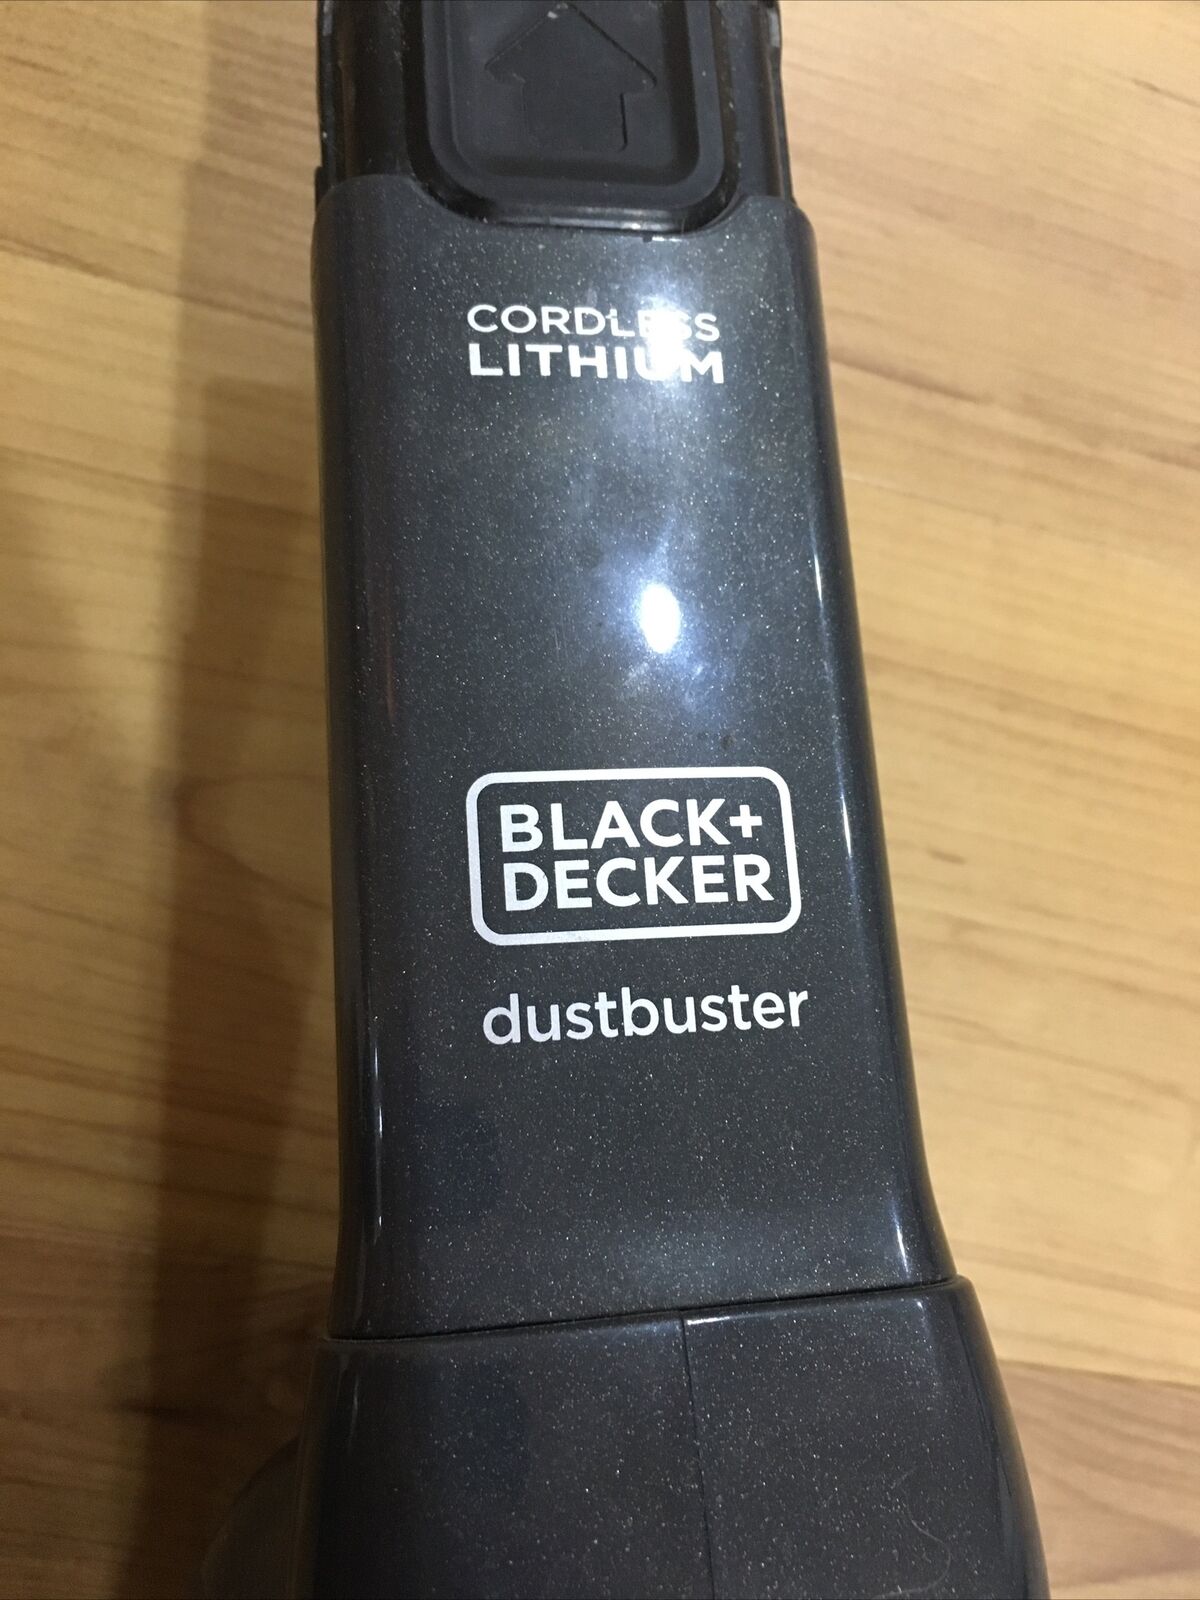 CORDLESS
LITHIUM
BLACK+
DECKER
dustbuster